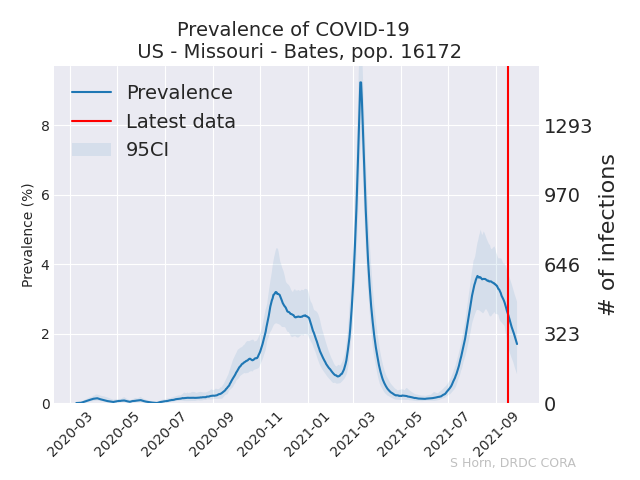 Prevalence of COVID-19
US - Missouri - Bates, pop. 16172
Prevalence
Latest data
95CI
Prevalence (%)
8
6
4
2
0
1293
970
646
323
0
# of infections
2020-03
2020-05
2020-07
2020-09
2020-11
2021-01
2021-03
2021-05
2021-07
2021-09
S Horn, DRDC CORA